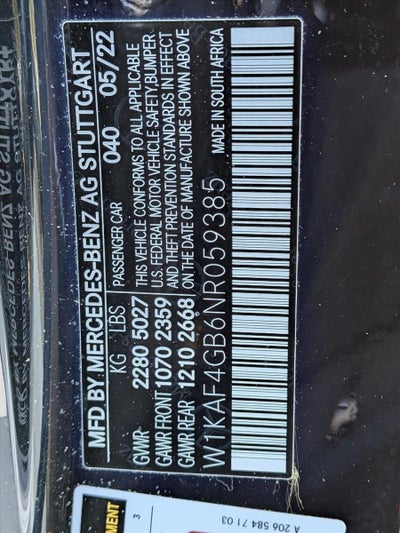 MFD BY MERCEDES-BENZ AG STUTTGART
KG LBS PASSENGER CAR 040 05/22
GVWR 2280 5027
GAWR FRONT 1070 2359
GAWR REAR 1210 2668
THIS VEHICLE CONFORMS TO ALL APPLICABLE
U.S. FEDERAL MOTOR VEHICLE SAFETY, BUMPER
AND THEFT PREVENTION STANDARDS IN EFFECT
ON THE DATE OF MANUFACTURE SHOWN ABOVE
W1KAF4GB6NR059385
MADE IN SOUTH AFRICA
A 206 584 71 03
3